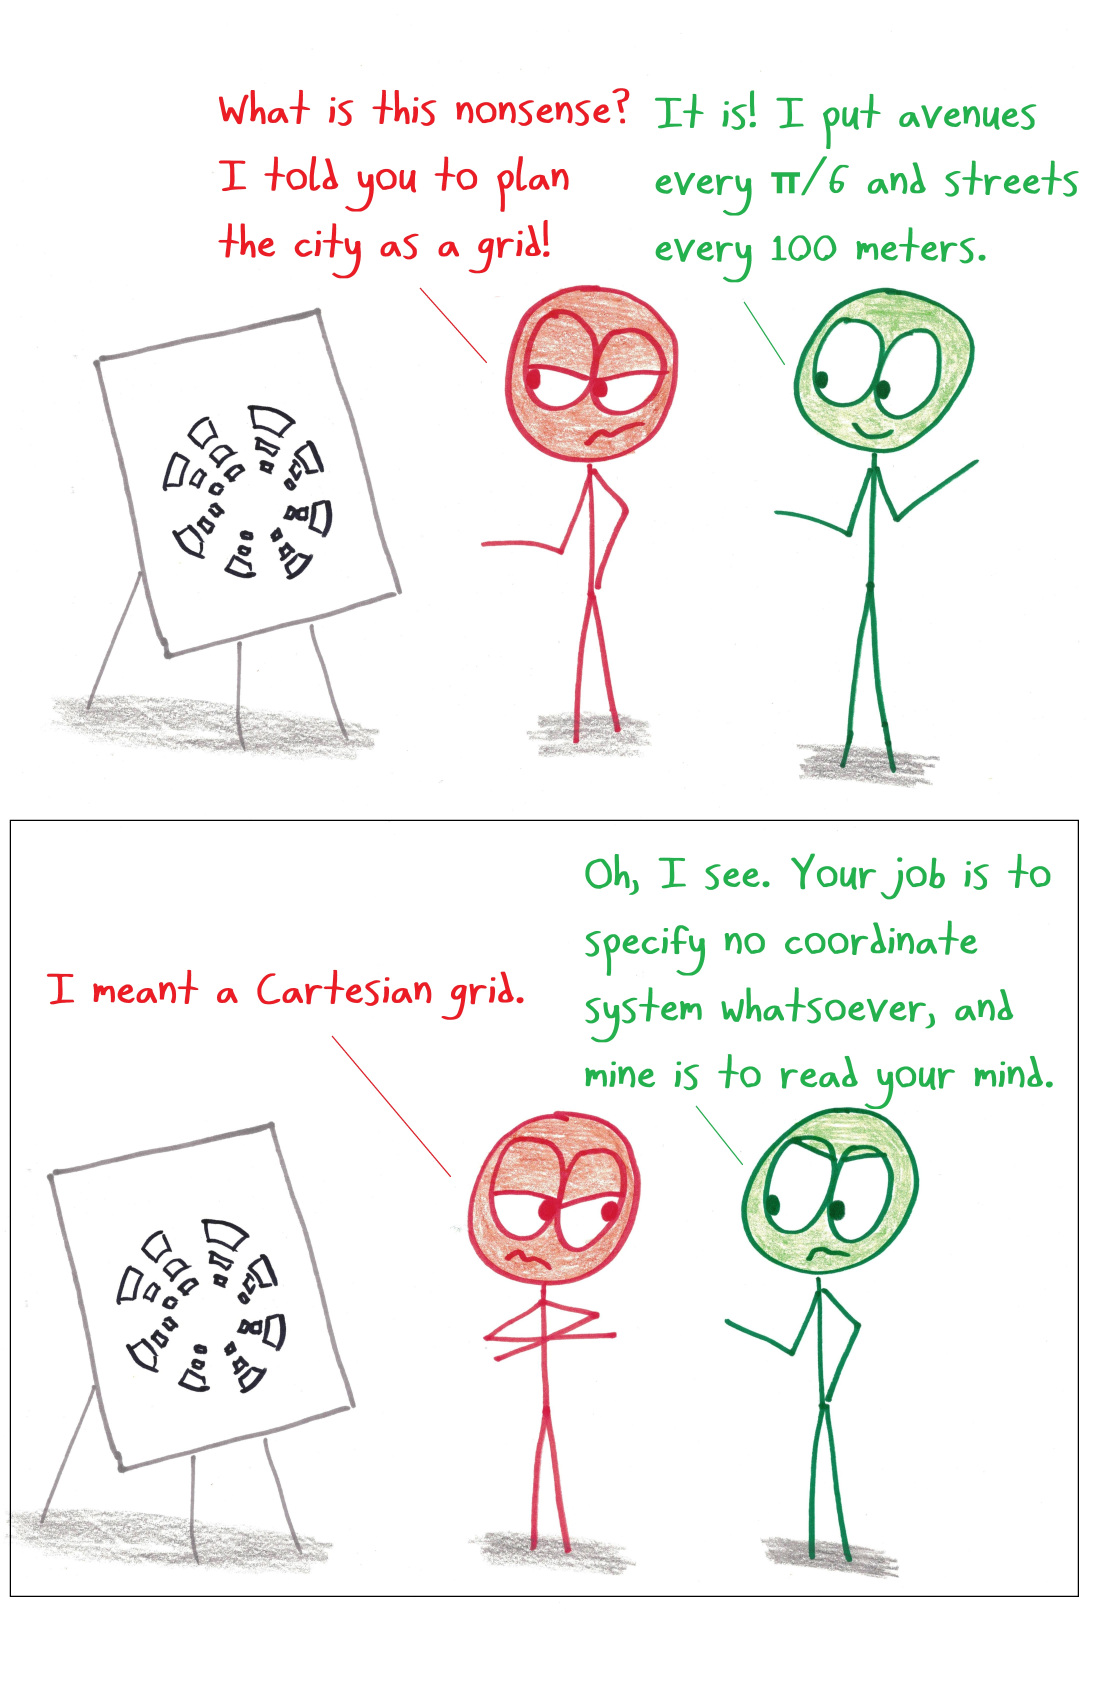 What is this nonsense?
I told you to plan
the city as a grid!
It is! I put avenues
every π/6 and streets
every 100 meters.
I meant a Cartesian grid.
Oh, I see. Your job is to
specify no coordinate
system whatsoever, and
mine is to read your mind.